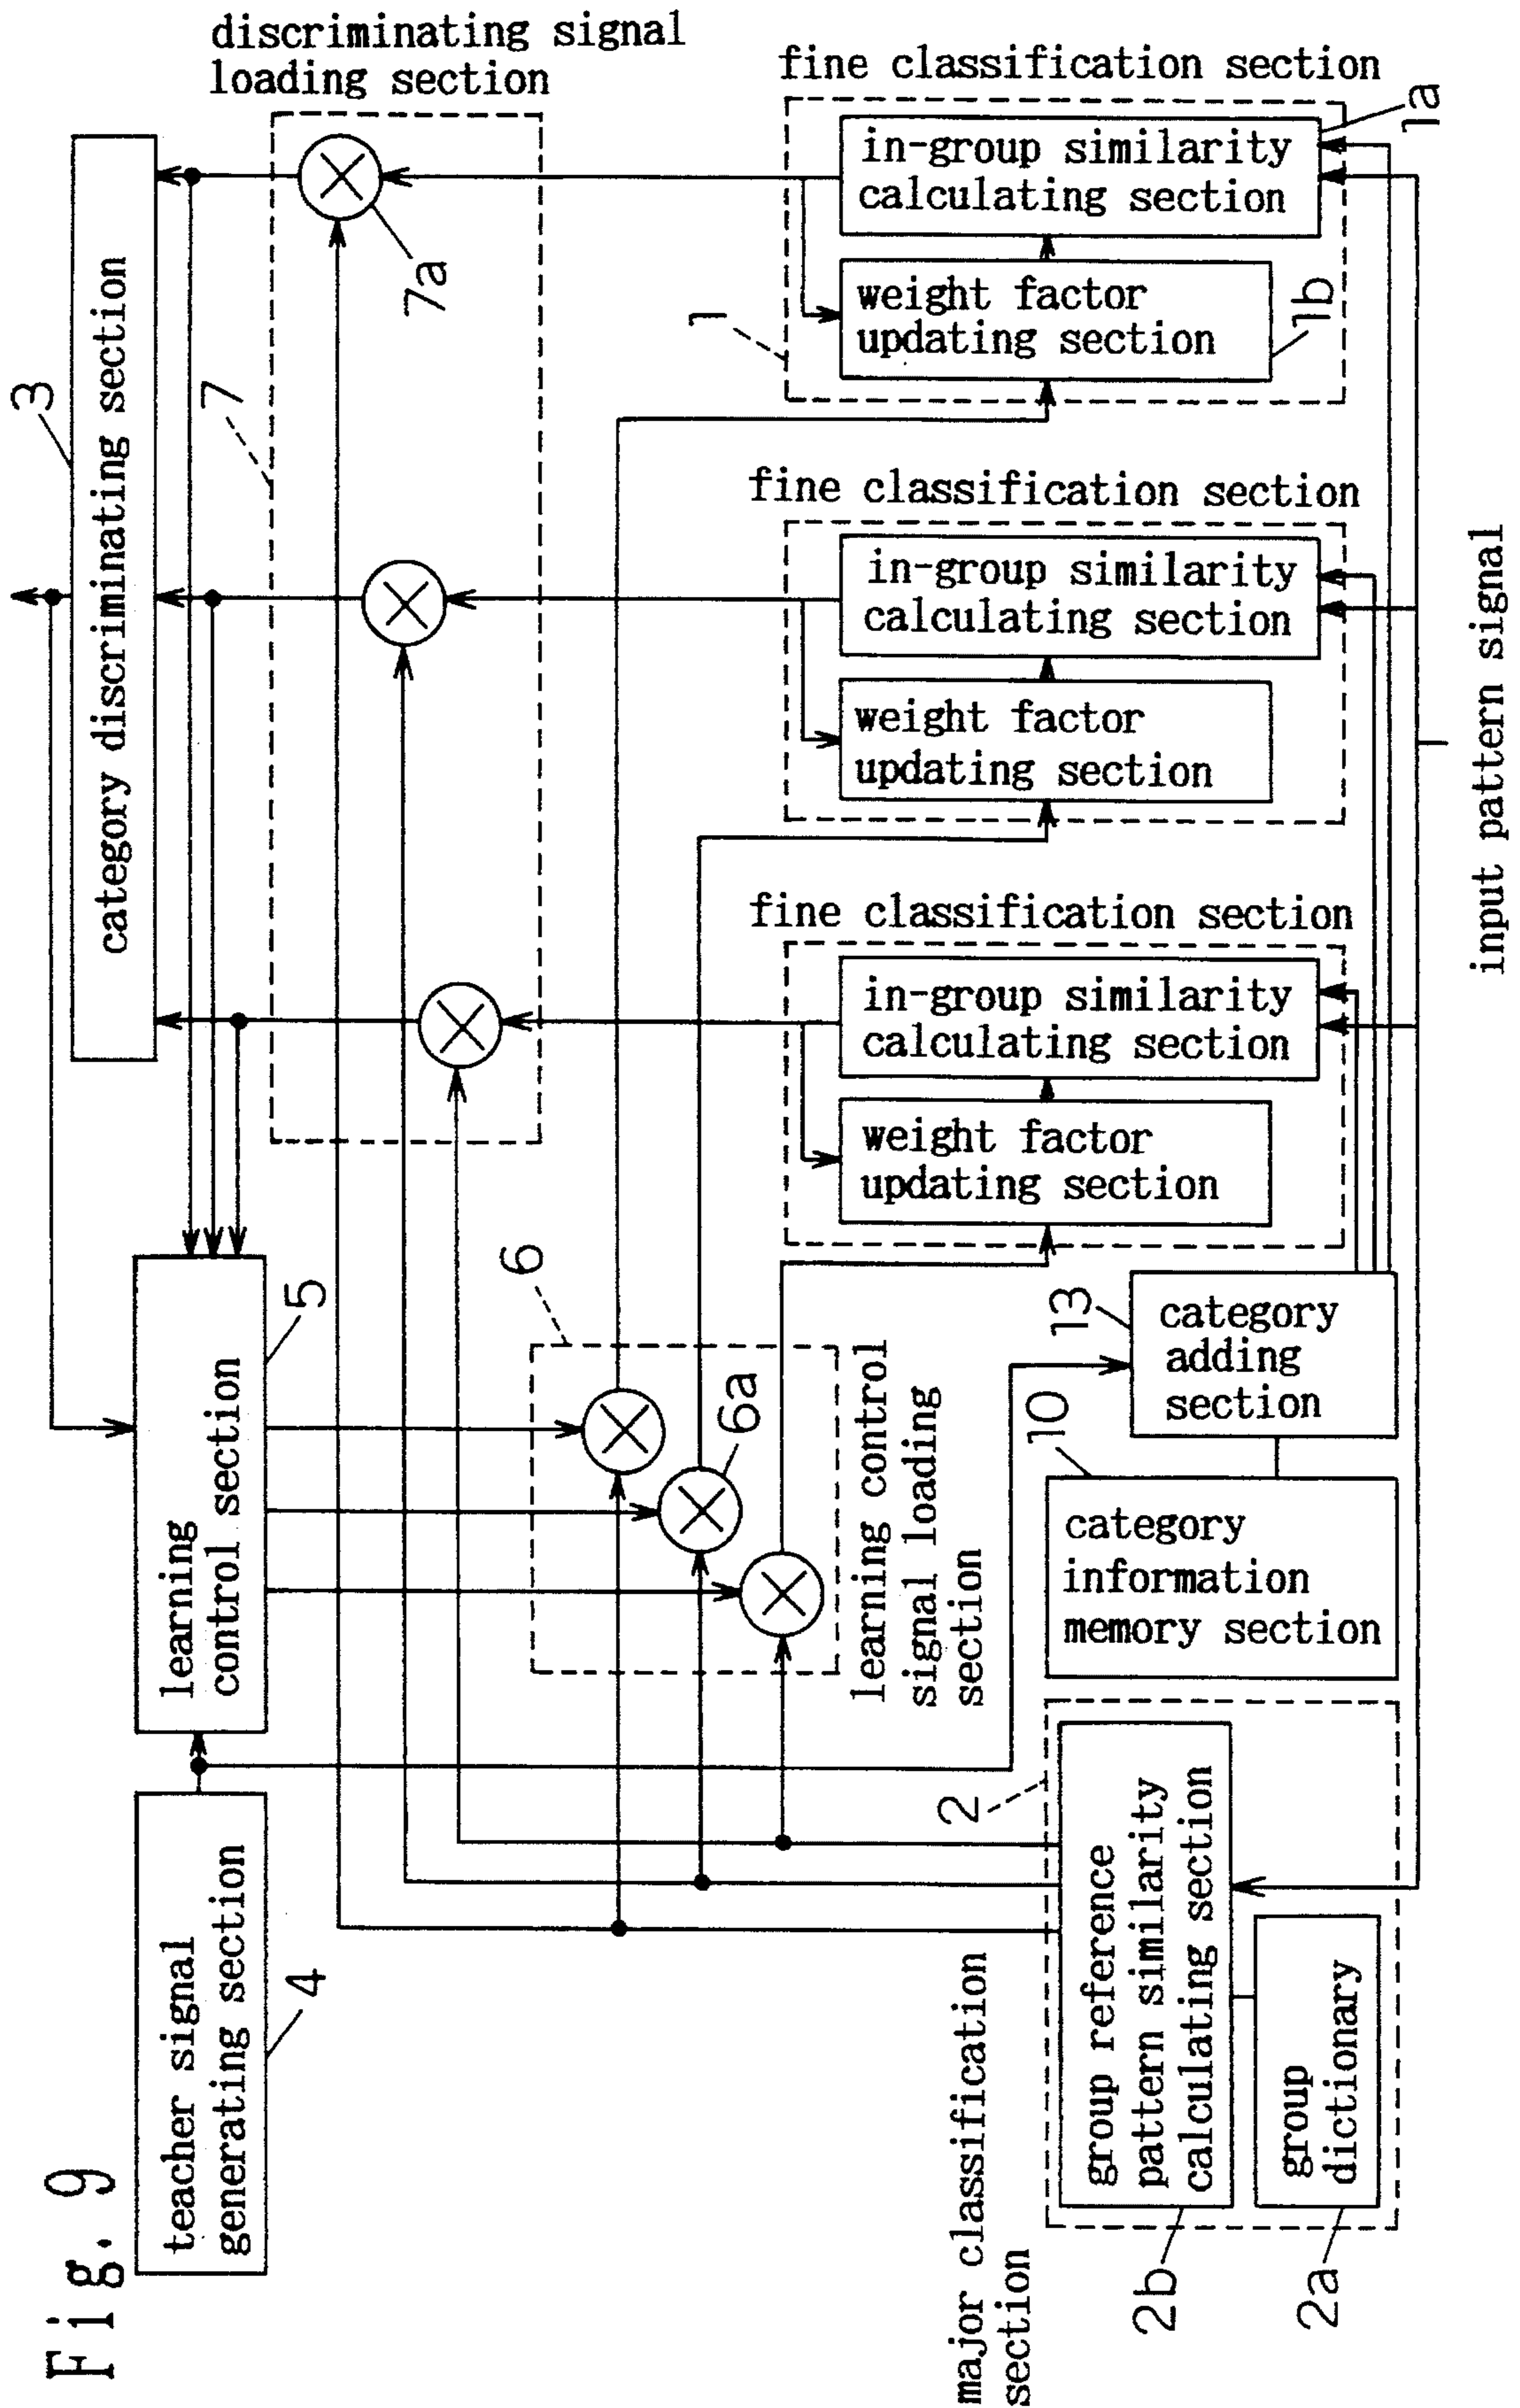 Fig. 9
teacher signal
generating section
4
learning
control section
5
3
category discriminating section
discriminating signal
loading section
7
7a
6
6a
learning control
signal loading
section
major classification
section
2
group reference
pattern similarity
calculating section
2b
group
dictionary
2a
10
category
information
memory section
13
category
adding
section
fine classification section
in-group similarity
calculating section
weight factor
updating section
fine classification section
in-group similarity
calculating section
weight factor
updating section
fine classification section
1
in-group similarity
calculating section
1a
weight factor
updating section
1b
input pattern signal